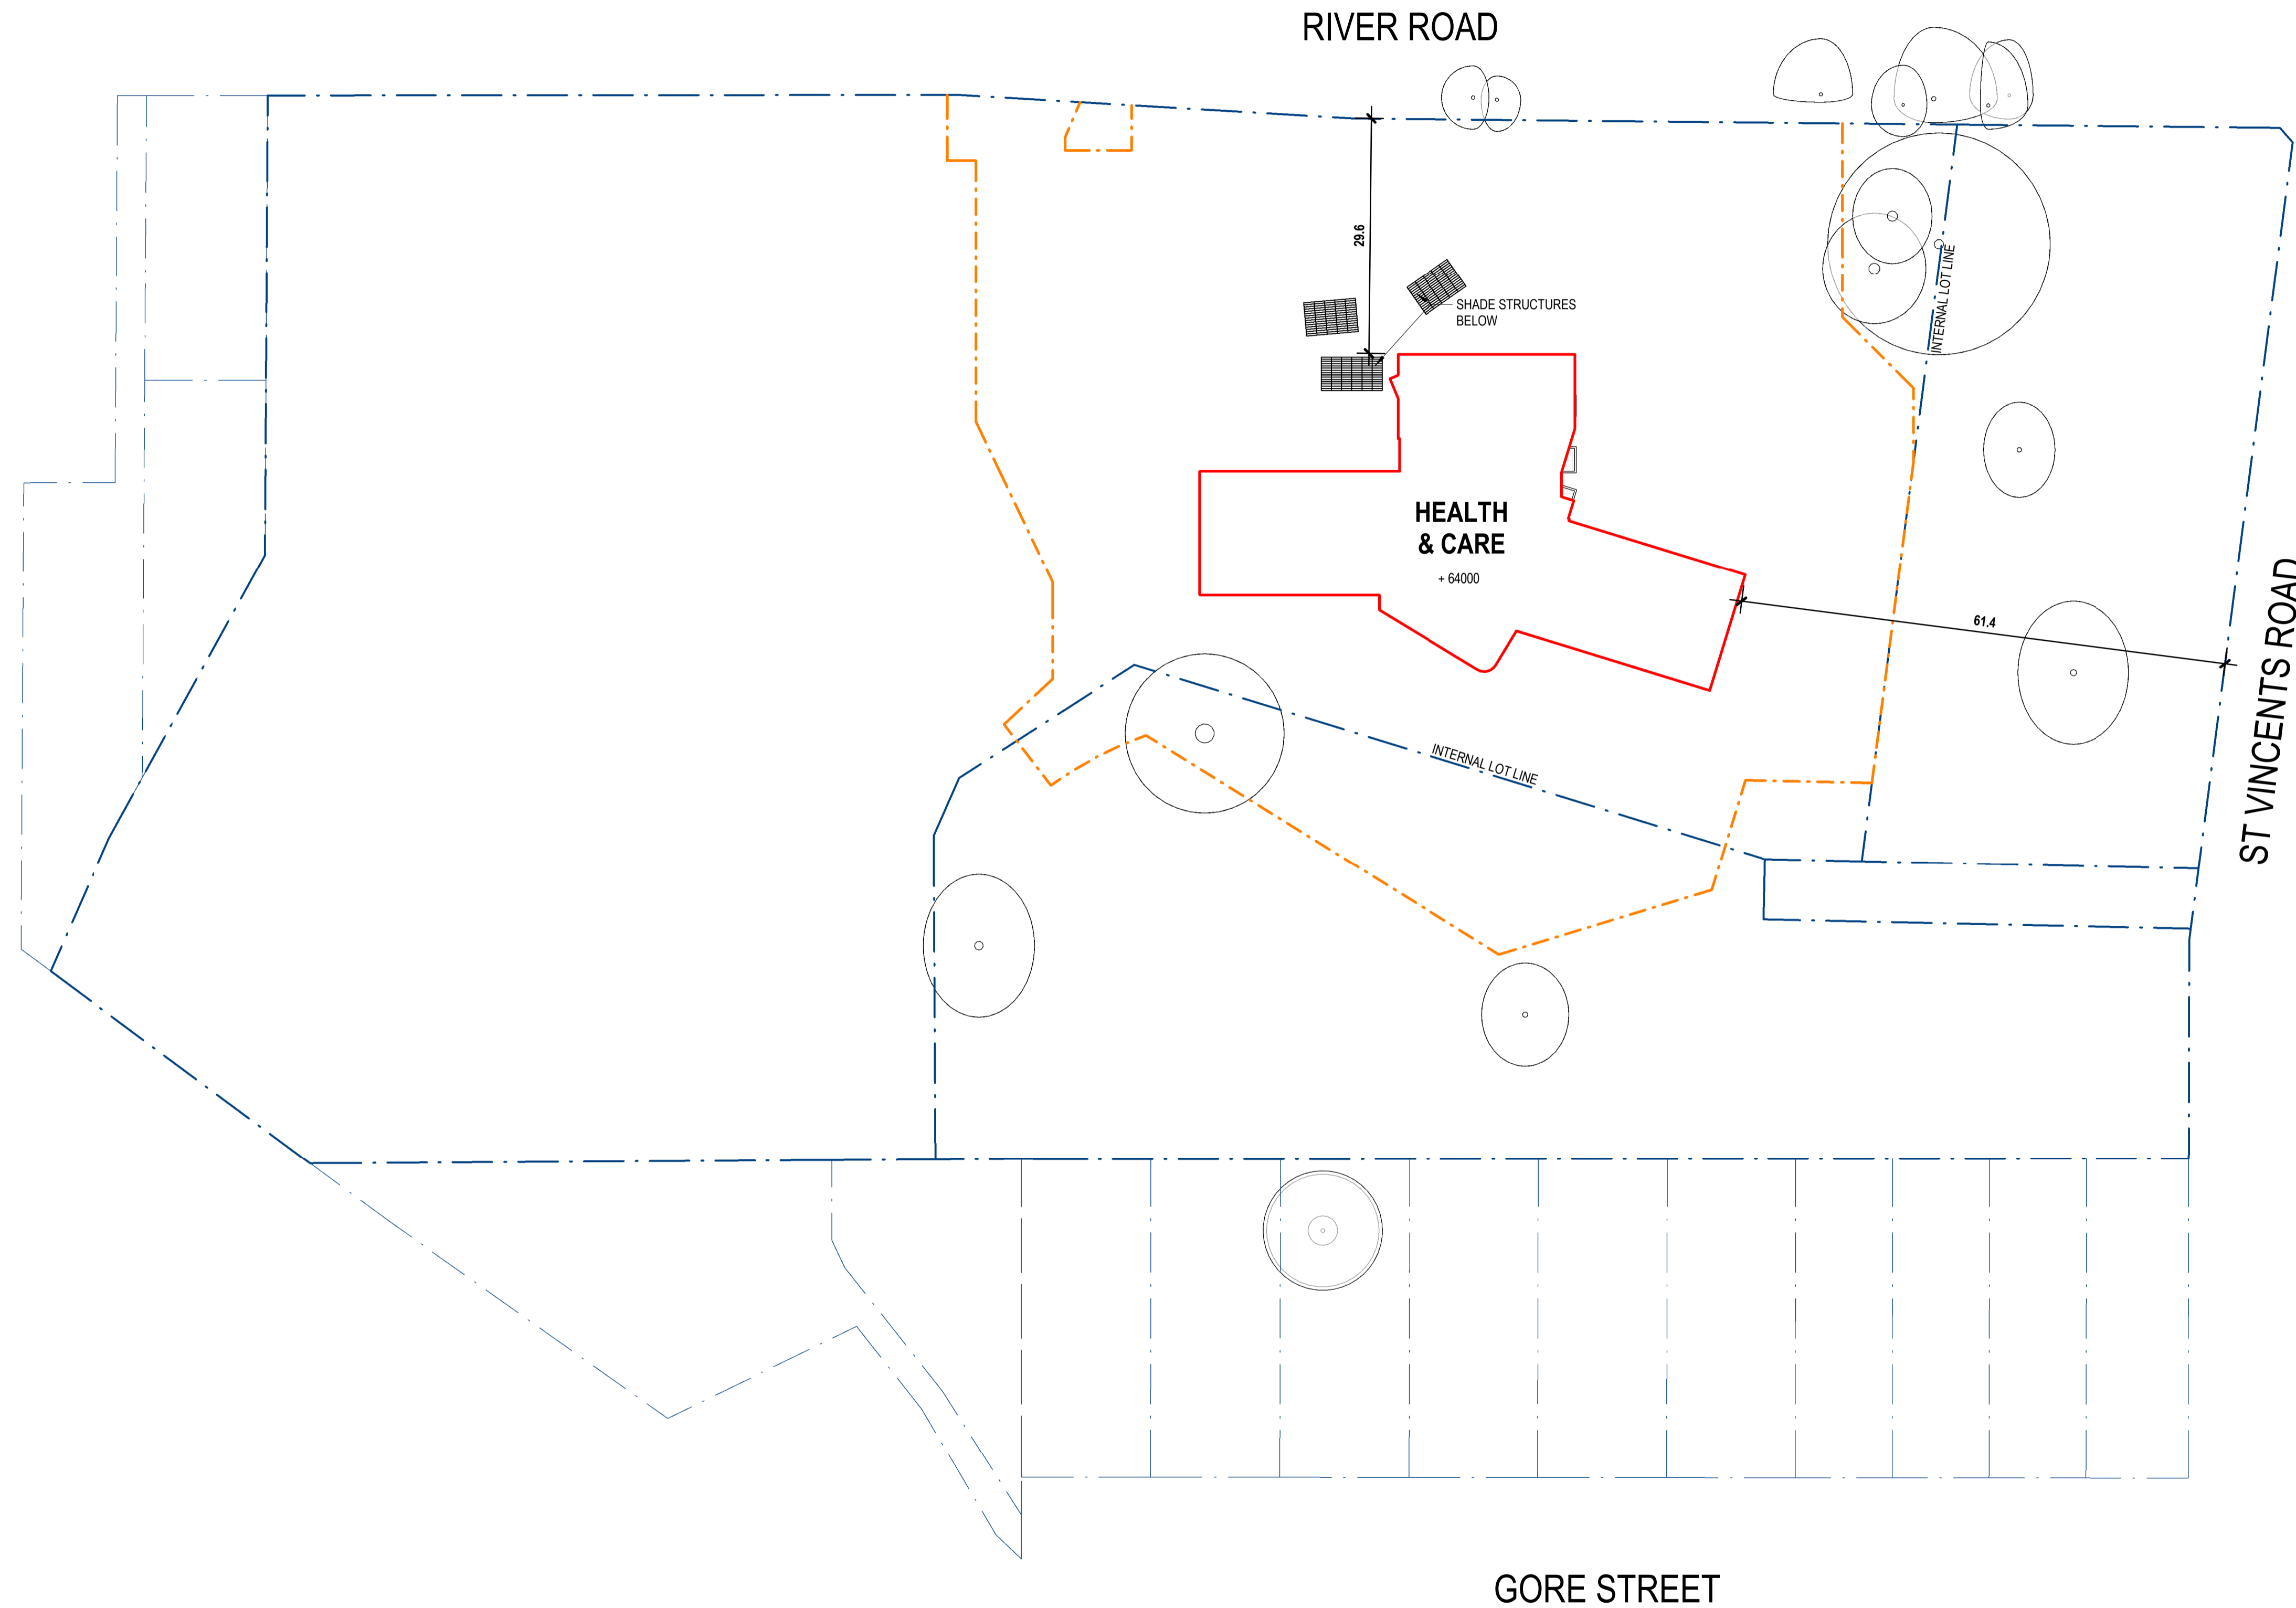 RIVER ROAD
29.6
SHADE STRUCTURES
BELOW
INTERNAL LOT LINE
HEALTH
& CARE
+ 64000
61.4
ST VINCENTS ROAD
INTERNAL LOT LINE
GORE STREET